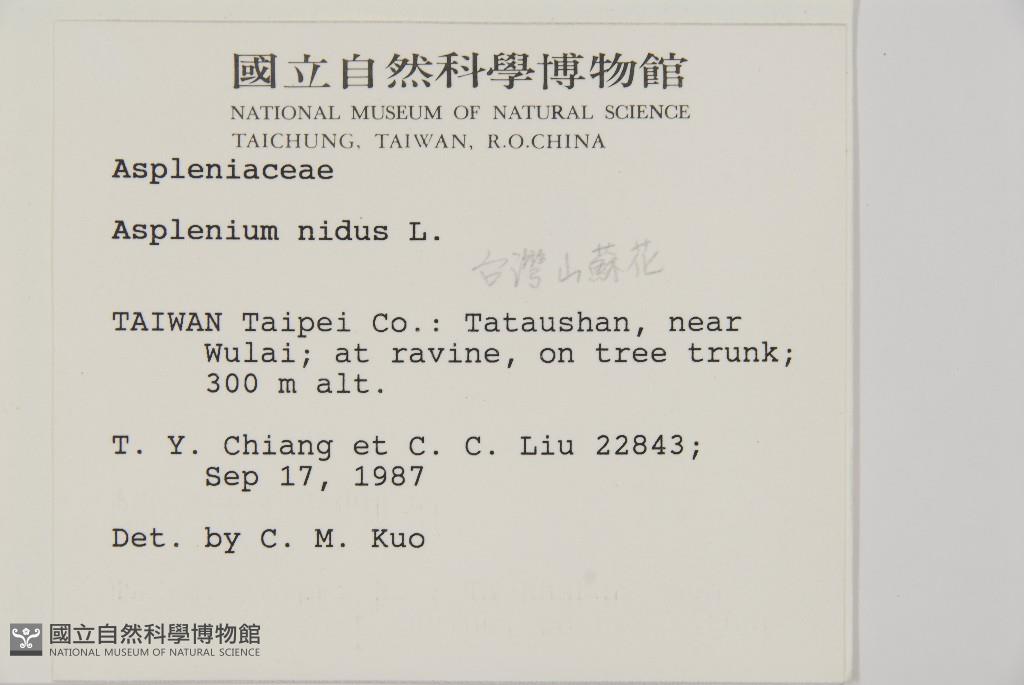 國立自然科學博物館
NATIONAL MUSEUM OF NATURAL SCIENCE
TAICHUNG, TAIWAN, R.O.CHINA
Aspleniaceae
Asplenium nidus L.
台灣山蘇花
TAIWAN Taipei Co.: Tataushan, near
Wulai; at ravine, on tree trunk;
300 m alt.
T. Y. Chiang et C. C. Liu 22843;
Sep 17, 1987
Det. by C. M. Kuo
國立自然科學博物館
NATIONAL MUSEUM OF NATURAL SCIENCE